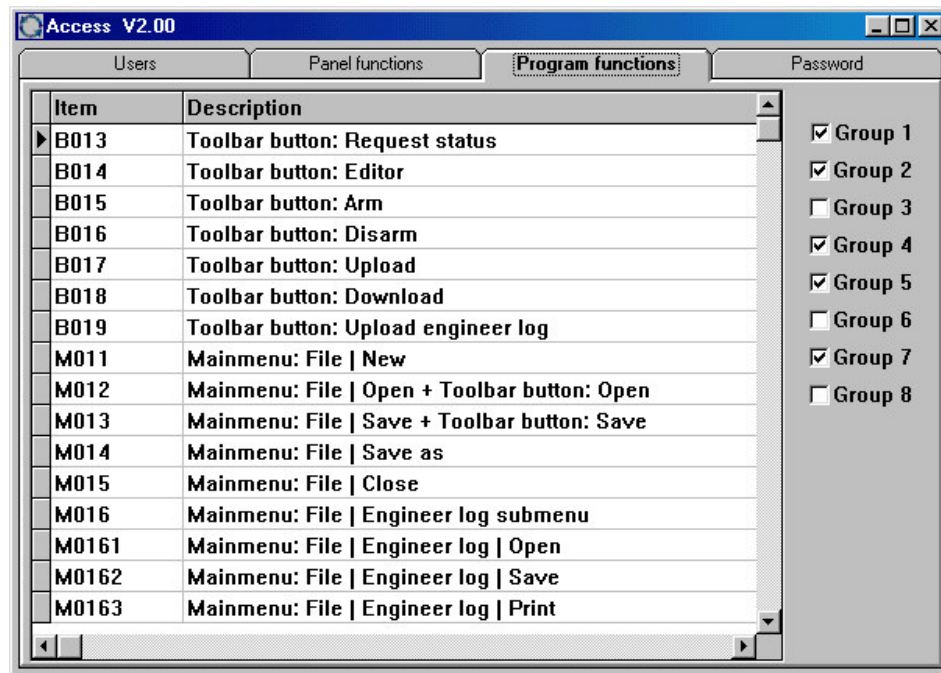 Access V2.00
Users Panel functions Program functions Password
Item Description
B013 Toolbar button: Request status
B014 Toolbar button: Editor
B015 Toolbar button: Arm
B016 Toolbar button: Disarm
B017 Toolbar button: Upload
B018 Toolbar button: Download
B019 Toolbar button: Upload engineer log
M011 Mainmenu: File | New
M012 Mainmenu: File | Open + Toolbar button: Open
M013 Mainmenu: File | Save + Toolbar button: Save
M014 Mainmenu: File | Save as
M015 Mainmenu: File | Close
M016 Mainmenu: File | Engineer log submenu
M0161 Mainmenu: File | Engineer log | Open
M0162 Mainmenu: File | Engineer log | Save
M0163 Mainmenu: File | Engineer log | Print
Group 1
Group 2
Group 3
Group 4
Group 5
Group 6
Group 7
Group 8